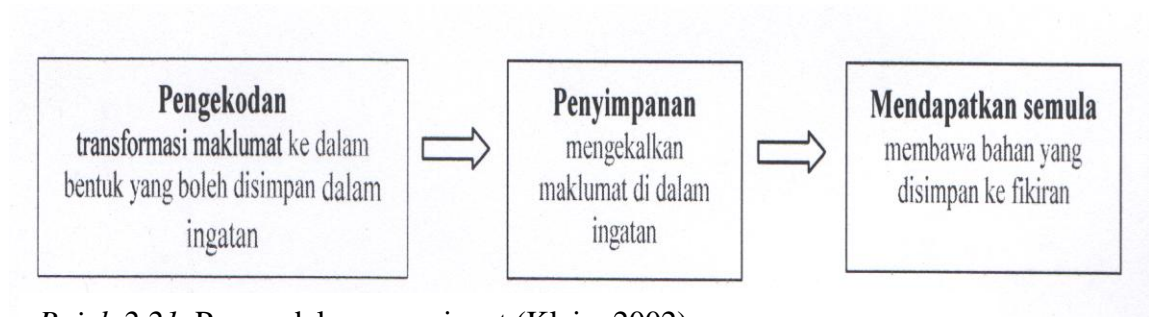 Pengekodan
transformasi maklumat ke dalam
bentuk yang boleh disimpan dalam
ingatan
Penyimpanan
mengekalkan
maklumat di dalam
ingatan
Mendapatkan semula
membawa bahan yang
disimpan ke fikiran